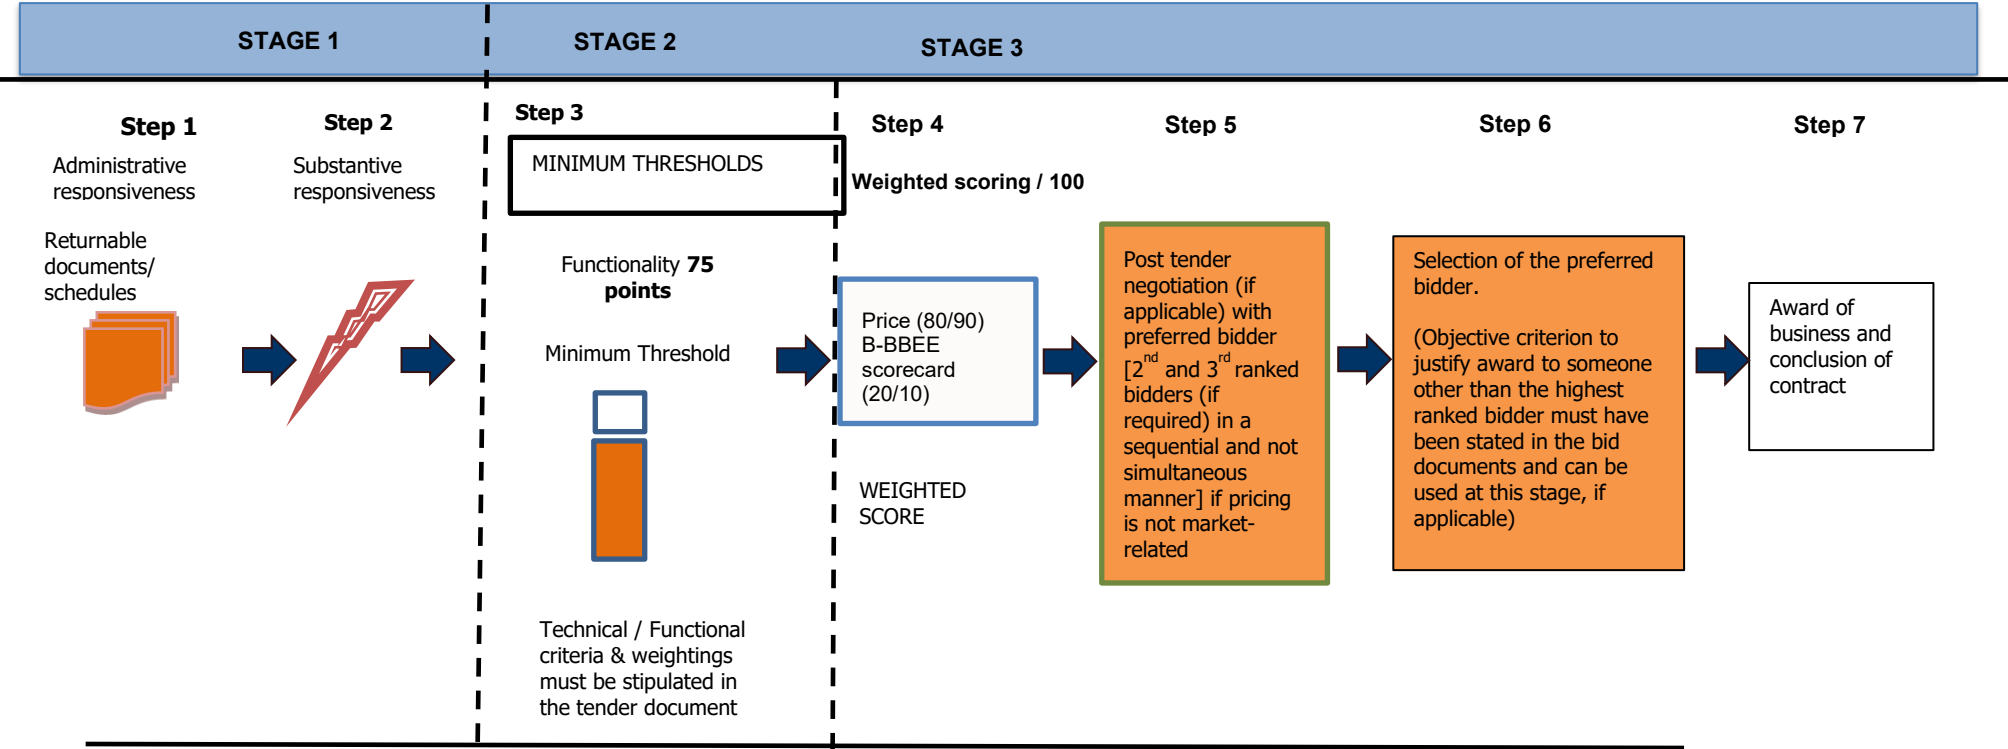 STAGE 1
STAGE 2
STAGE 3
Step 1
Administrative
responsiveness
Returnable
documents/
schedules
Step 2
Substantive
responsiveness
Step 3
MINIMUM THRESHOLDS
Functionality 75
points
Minimum Threshold
Technical / Functional
criteria & weightings
must be stipulated in
the tender document
Step 4
Weighted scoring / 100
Price (80/90)
B-BBEE
scorecard
(20/10)
WEIGHTED
SCORE
Step 5
Post tender
negotiation (if
applicable) with
preferred bidder
[2nd and 3rd ranked
bidders (if
required) in a
sequential and not
simultaneous
manner] if pricing
is not market-
related
Step 6
Selection of the preferred
bidder.
(Objective criterion to
justify award to someone
other than the highest
ranked bidder must have
been stated in the bid
documents and can be
used at this stage, if
applicable)
Step 7
Award of
business and
conclusion of
contract